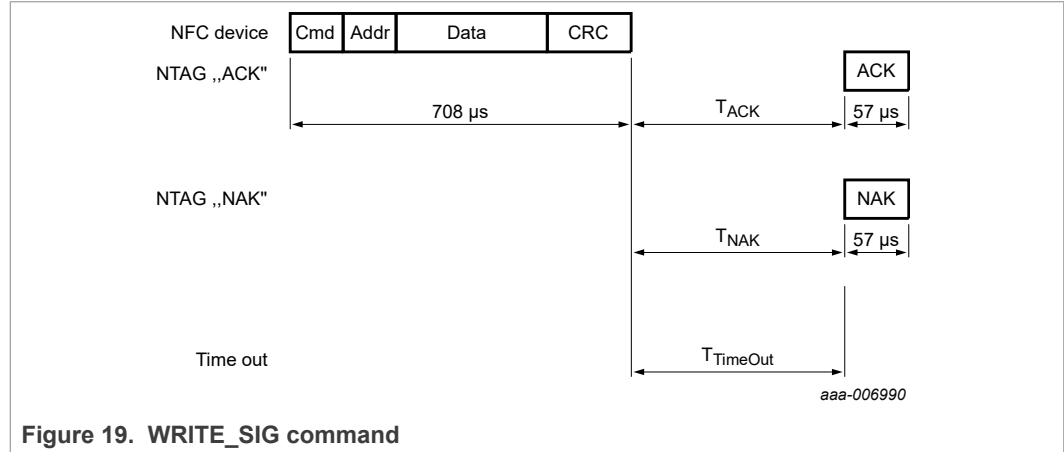 NFC device Cmd Addr Data CRC
NTAG ,,ACK" ACK
708 µs TACK 57 µs
NTAG ,,NAK" NAK
TNAK 57 µs
Time out TTimeOut
aaa-006990
Figure 19. WRITE_SIG command